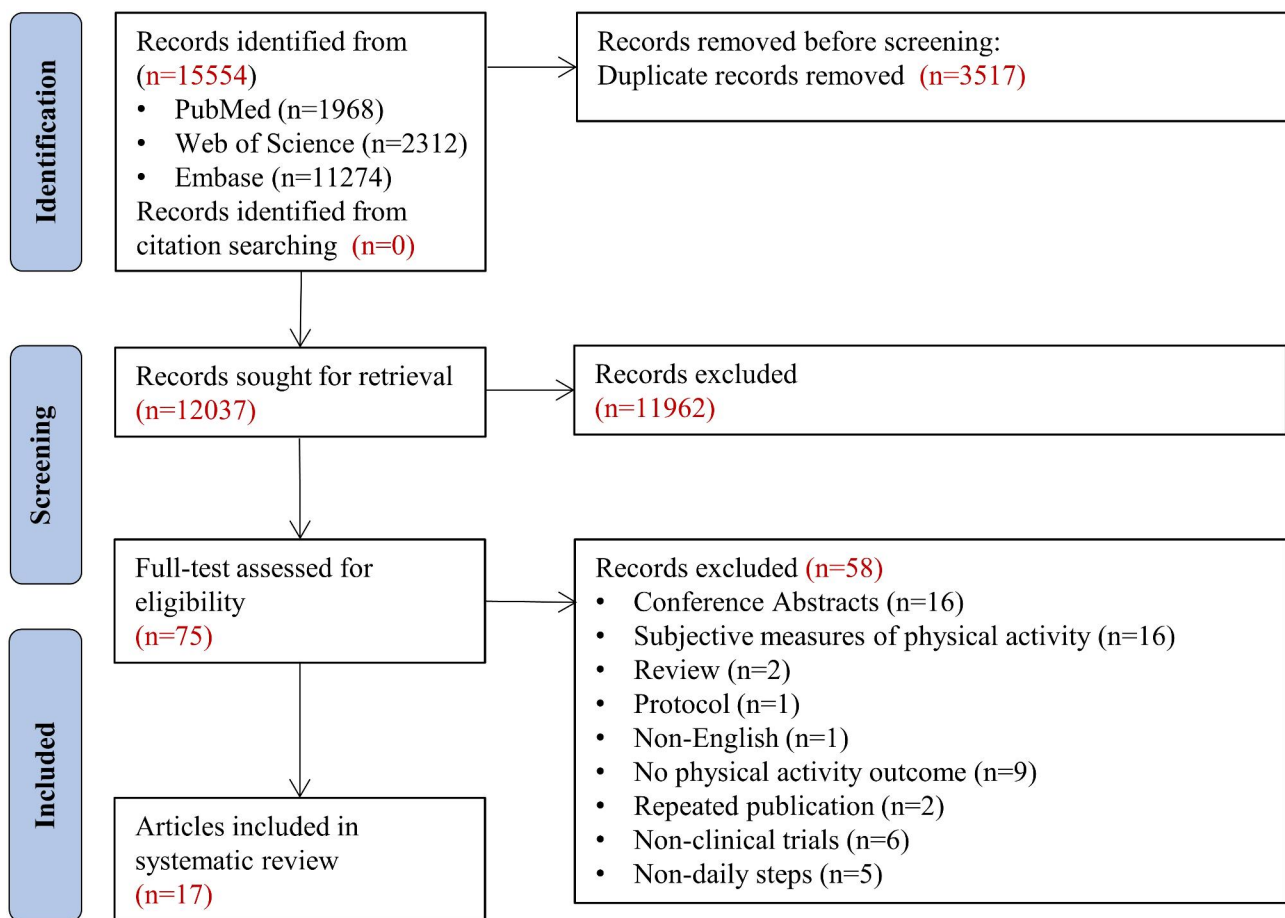 Identification
Records identified from
(n=15554)
• PubMed (n=1968)
• Web of Science (n=2312)
• Embase (n=11274)
Records identified from
citation searching (n=0)
Records removed before screening:
Duplicate records removed (n=3517)
Screening
Records sought for retrieval
(n=12037)
Records excluded
(n=11962)
Full-test assessed for
eligibility
(n=75)
Records excluded (n=58)
• Conference Abstracts (n=16)
• Subjective measures of physical activity (n=16)
• Review (n=2)
• Protocol (n=1)
• Non-English (n=1)
• No physical activity outcome (n=9)
• Repeated publication (n=2)
• Non-clinical trials (n=6)
• Non-daily steps (n=5)
Included
Articles included in
systematic review
(n=17)